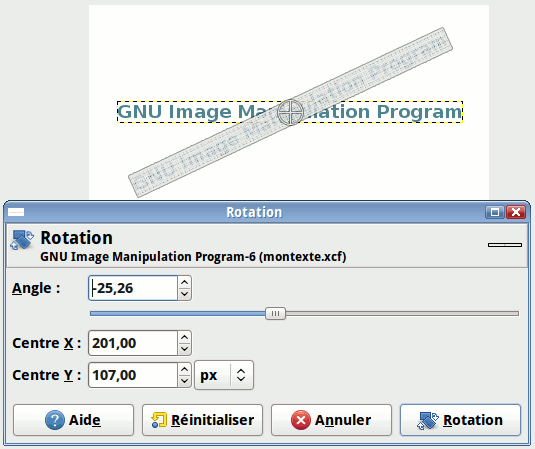 GNU Image Manipulation Program
GNU Image Manipulation Program
Rotation
Rotation
GNU Image Manipulation Program-6 (montexte.xcf)
Angle : -25,26
Centre X : 201,00
Centre Y : 107,00 px
Aide Réinitialiser Annuler Rotation